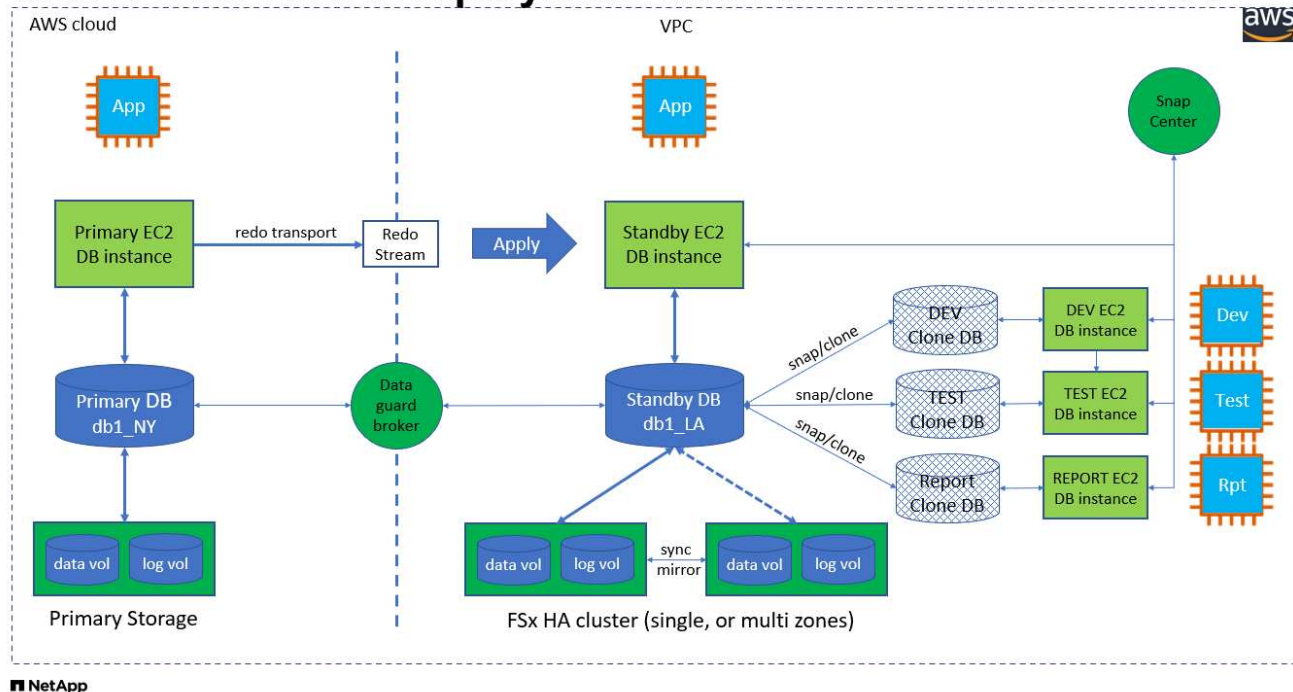 AWS cloud
VPC
aws
App
App
Snap
Center
Primary EC2
DB instance
redo transport
Redo
Stream
Apply
Standby EC2
DB instance
DEV
Clone DB
DEV EC2
DB instance
Dev
snap/clone
Primary DB
db1_NY
Data
guard
broker
Standby DB
db1_LA
snap/clone
TEST
Clone DB
TEST EC2
DB instance
Test
snap/clone
Report
Clone DB
REPORT EC2
DB instance
Rpt
data vol
log vol
data vol
log vol
sync
mirror
data vol
log vol
Primary Storage
FSx HA cluster (single, or multi zones)
NetApp